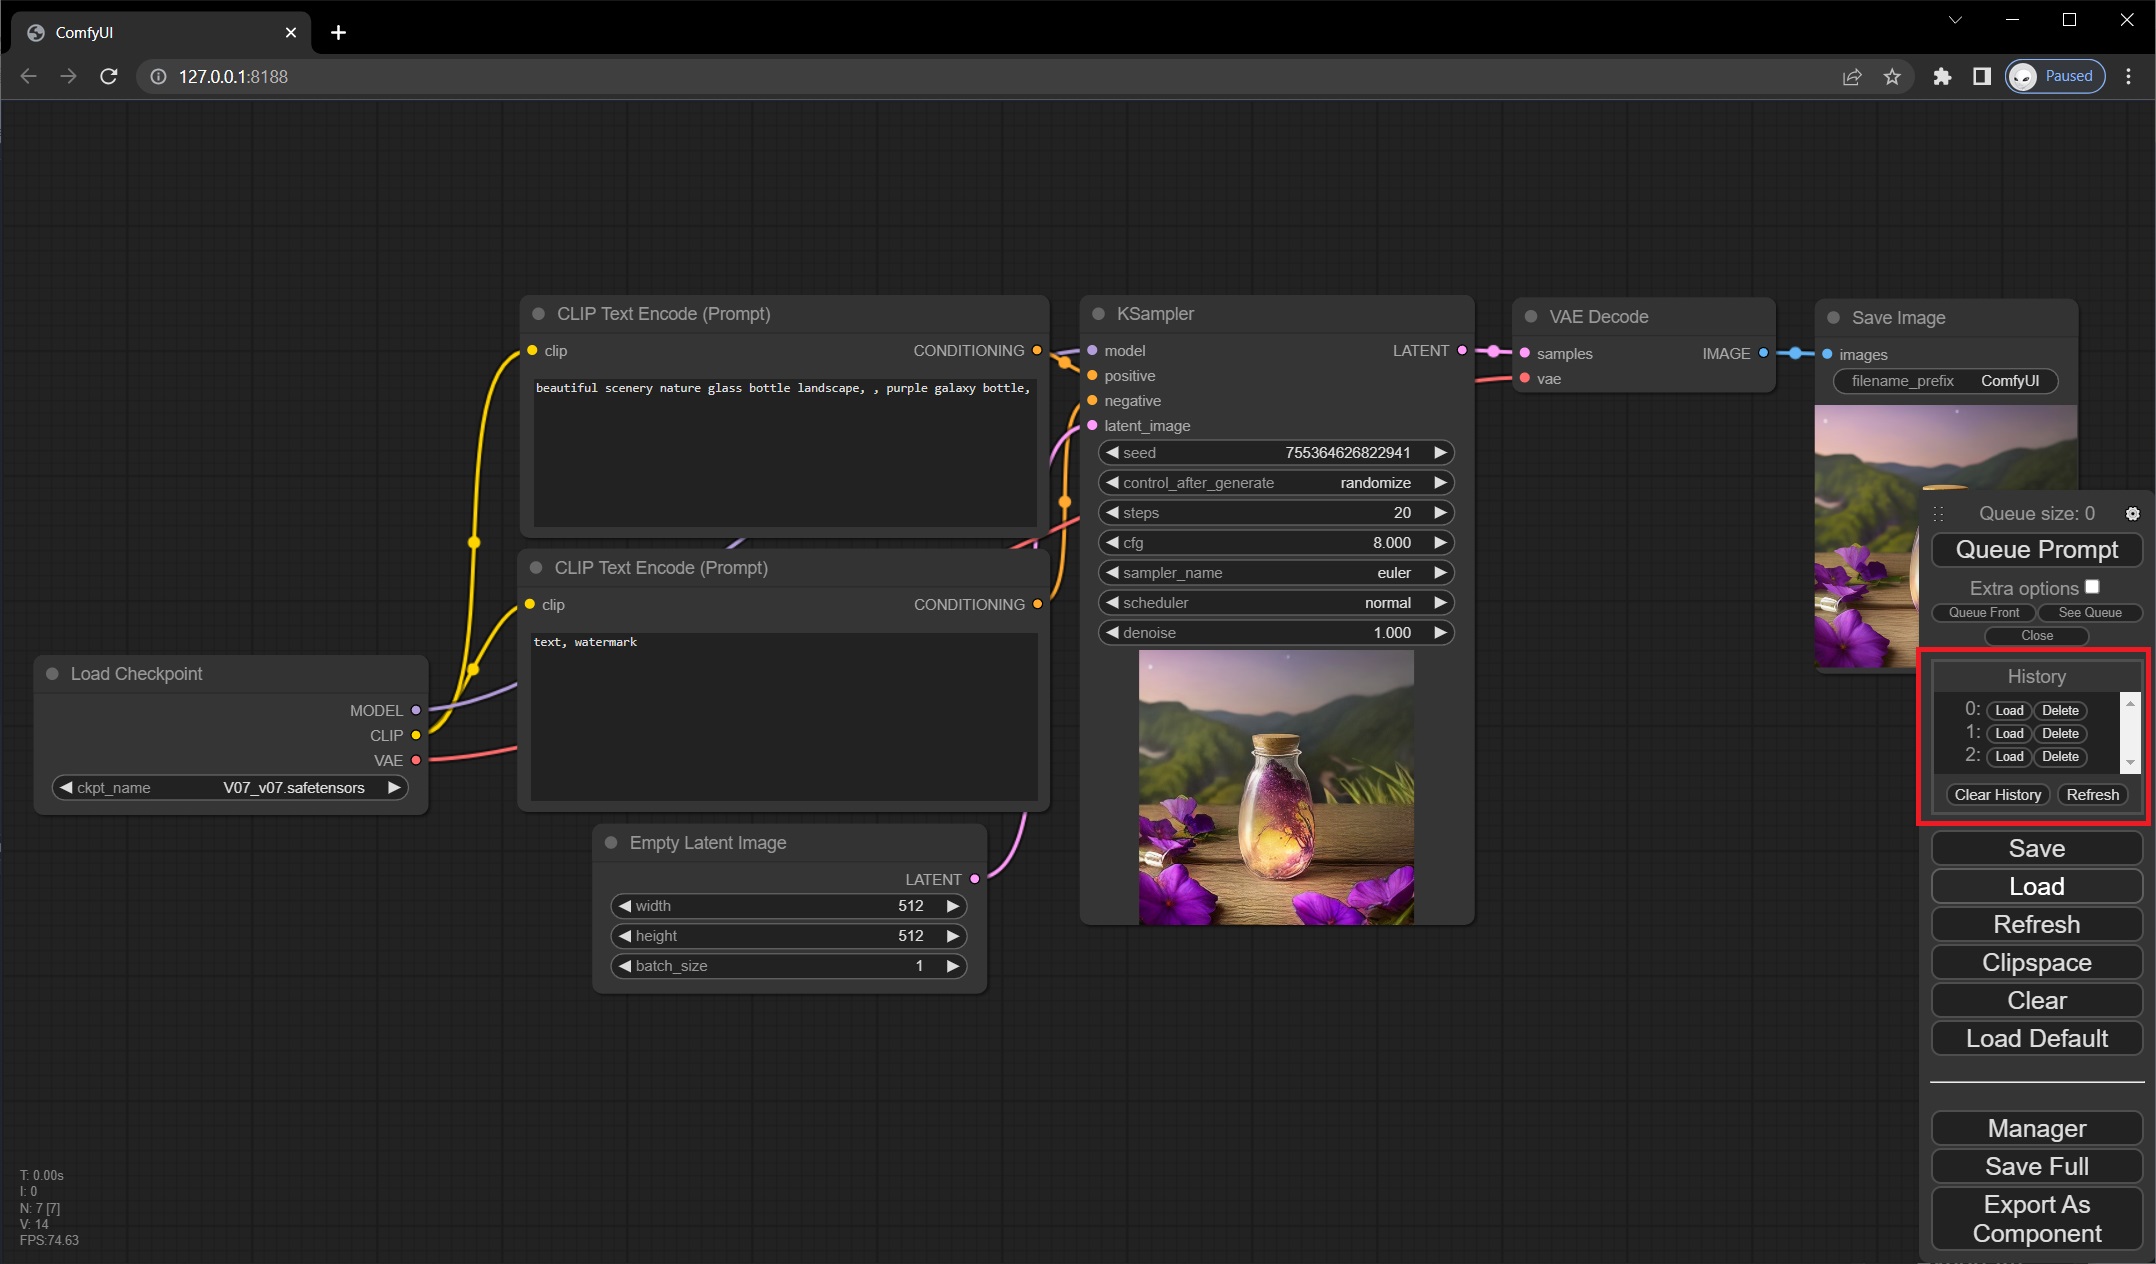 ComfyUI
127.0.0.1:8188
Paused
CLIP Text Encode (Prompt)
clip
CONDITIONING
beautiful scenery nature glass bottle landscape, , purple galaxy bottle,
CLIP Text Encode (Prompt)
clip
CONDITIONING
text, watermark
Load Checkpoint
MODEL
CLIP
VAE
ckpt_name V07_v07.safetensors
Empty Latent Image
LATENT
width 512
height 512
batch_size 1
KSampler
model LATENT
positive
negative
latent_image
seed 755364626822941
control_after_generate randomize
steps 20
cfg 8.000
sampler_name euler
scheduler normal
denoise 1.000
VAE Decode
samples IMAGE
vae
Save Image
images
filename_prefix ComfyUI
Queue size: 0
Queue Prompt
Extra options
Queue Front See Queue
Close
History
0: Load Delete
1: Load Delete
2: Load Delete
Clear History Refresh
Save
Load
Refresh
Clipspace
Clear
Load Default
Manager
Save Full
Export As
Component
T: 0.00s
I: 0
N: 7 [7]
V: 14
FPS:74.63